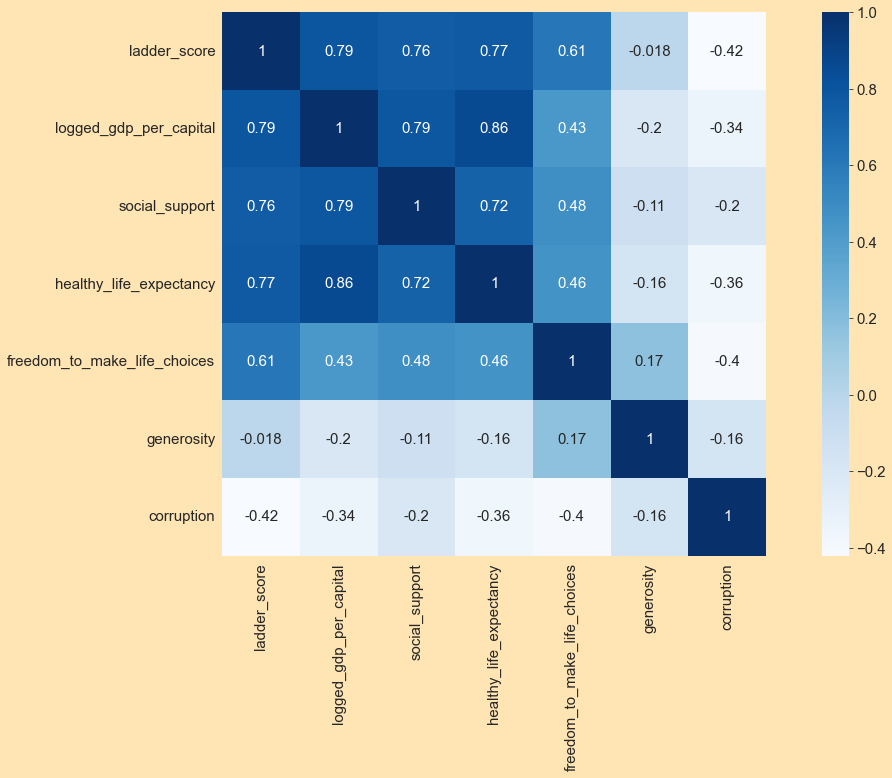 ladder_score 1 0.79 0.76 0.77 0.61 -0.018 -0.42
logged_gdp_per_capital 0.79 1 0.79 0.86 0.43 -0.2 -0.34
social_support 0.76 0.79 1 0.72 0.48 -0.11 -0.2
healthy_life_expectancy 0.77 0.86 0.72 1 0.46 -0.16 -0.36
freedom_to_make_life_choices 0.61 0.43 0.48 0.46 1 0.17 -0.4
generosity -0.018 -0.2 -0.11 -0.16 0.17 1 -0.16
corruption -0.42 -0.34 -0.2 -0.36 -0.4 -0.16 1
ladder_score
logged_gdp_per_capital
social_support
healthy_life_expectancy
freedom_to_make_life_choices
generosity
corruption
1.0
0.8
0.6
0.4
0.2
0.0
−0.2
−0.4